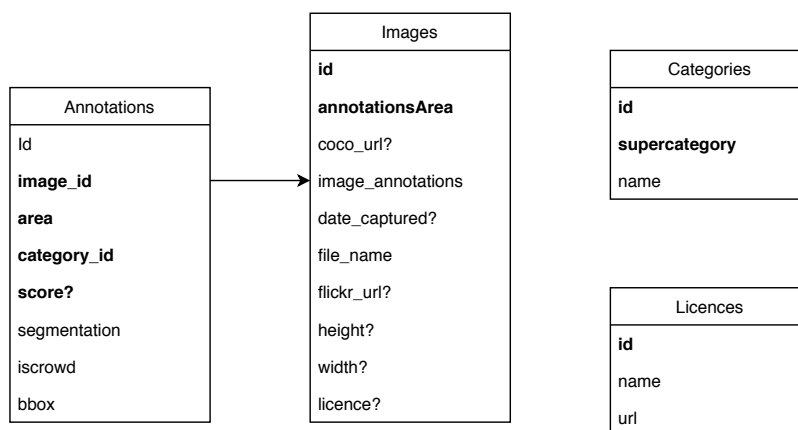 Annotations
Id
image_id
area
category_id
score?
segmentation
iscrowd
bbox
Images
id
annotationsArea
coco_url?
image_annotations
date_captured?
file_name
flickr_url?
height?
width?
licence?
Categories
id
supercategory
name
Licences
id
name
url